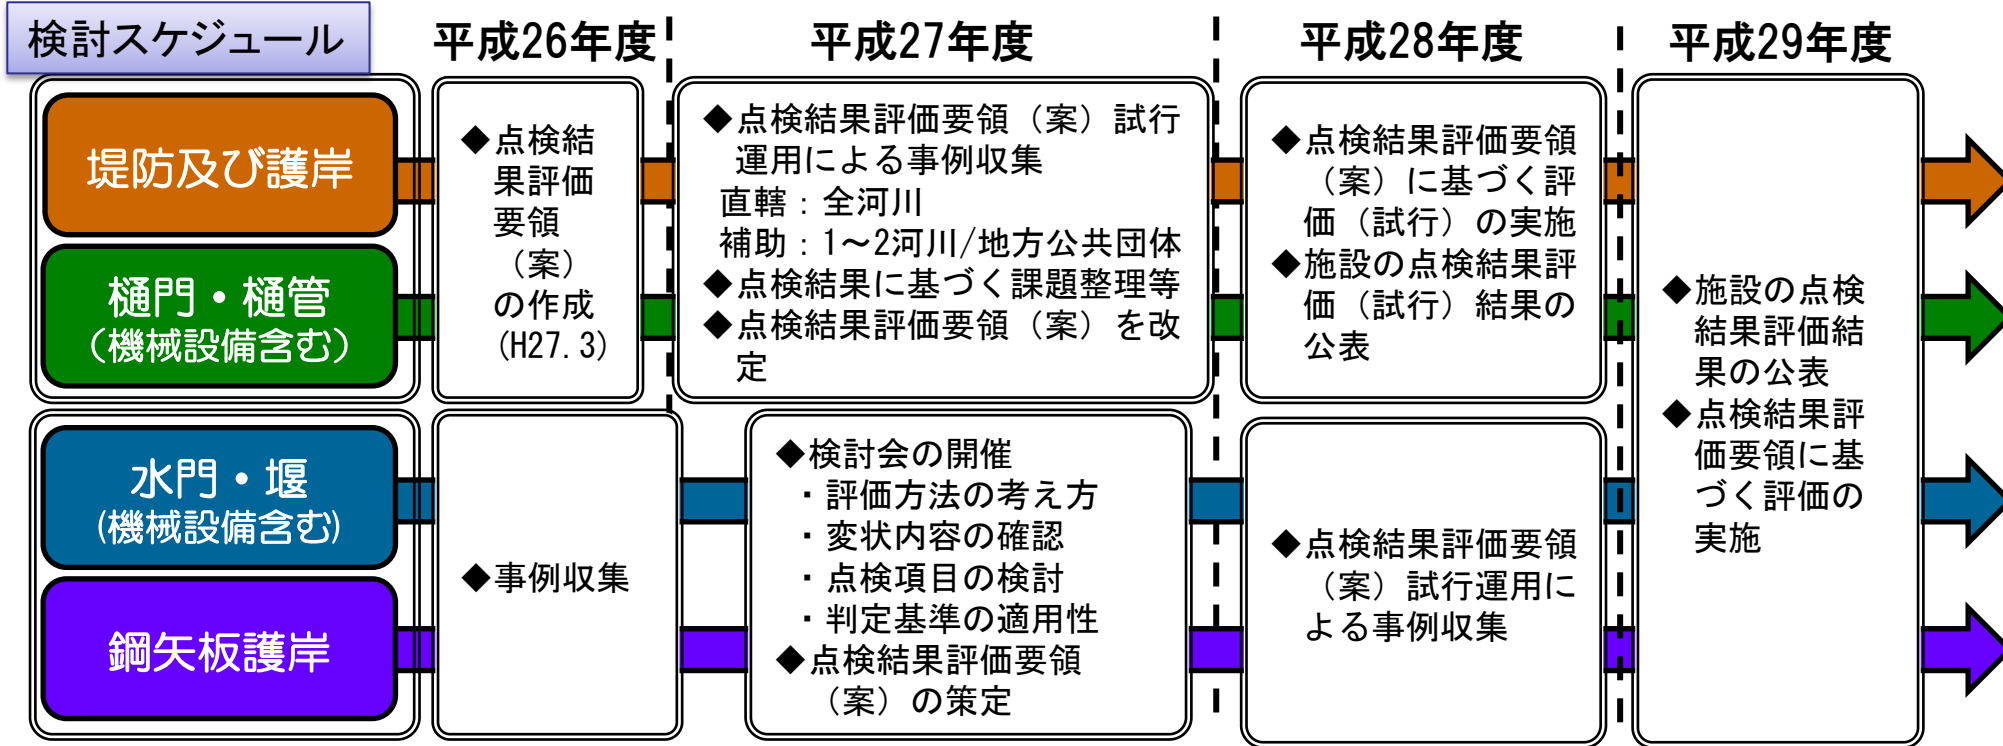 検討スケジュール
平成26年度
平成27年度
平成28年度
平成29年度
堤防及び護岸
樋門・樋管
（機械設備含む）
水門・堰
(機械設備含む)
鋼矢板護岸
◆点検結
果評価
要領
（案）
の作成
(H27.3)
◆事例収集
◆点検結果評価要領（案）試行
運用による事例収集
直轄：全河川
補助：1～2河川/地方公共団体
◆点検結果に基づく課題整理等
◆点検結果評価要領（案）を改
定
◆検討会の開催
・評価方法の考え方
・変状内容の確認
・点検項目の検討
・判定基準の適用性
◆点検結果評価要領
（案）の策定
◆点検結果評価要領
（案）に基づく評
価（試行）の実施
◆施設の点検結果評
価（試行）結果の
公表
◆点検結果評価要領
（案）試行運用に
よる事例収集
◆施設の点検
結果評価結
果の公表
◆点検結果評
価要領に基
づく評価の
実施